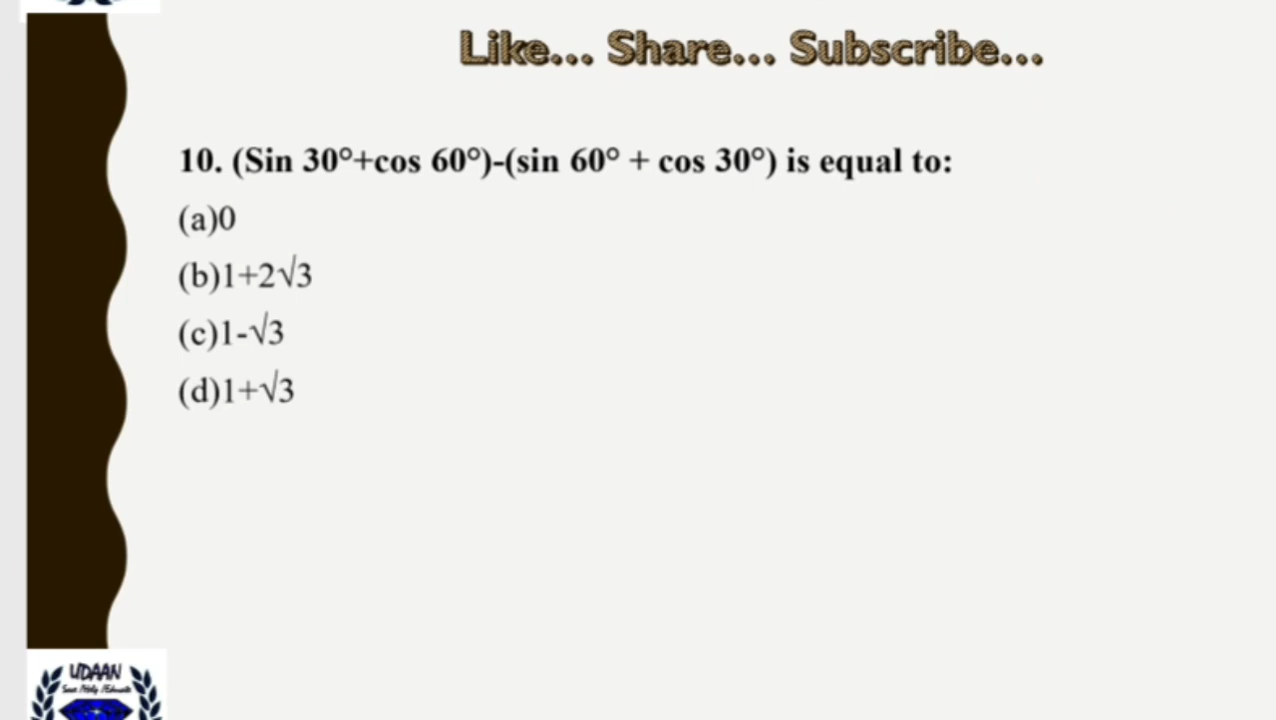 Like... Share... Subscribe...
10. (Sin 30°+cos 60°)-(sin 60° + cos 30°) is equal to:
(a)0
(b)1+2√3
(c)1-√3
(d)1+√3
UDAAN